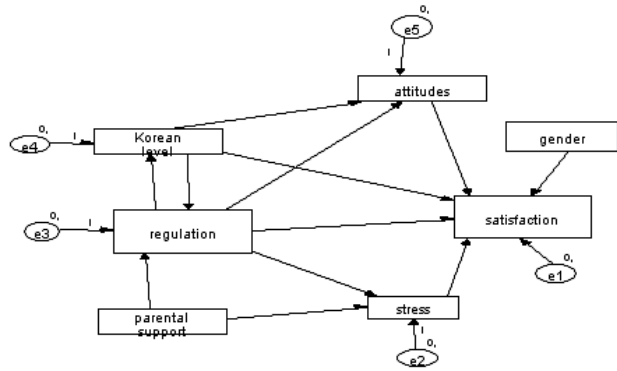 0,
e5
1
attitudes
0,
e4
1
Korean
level
gender
0,
e3
1
regulation
satisfaction
0,
e1
parental
support
stress
1
0,
e2